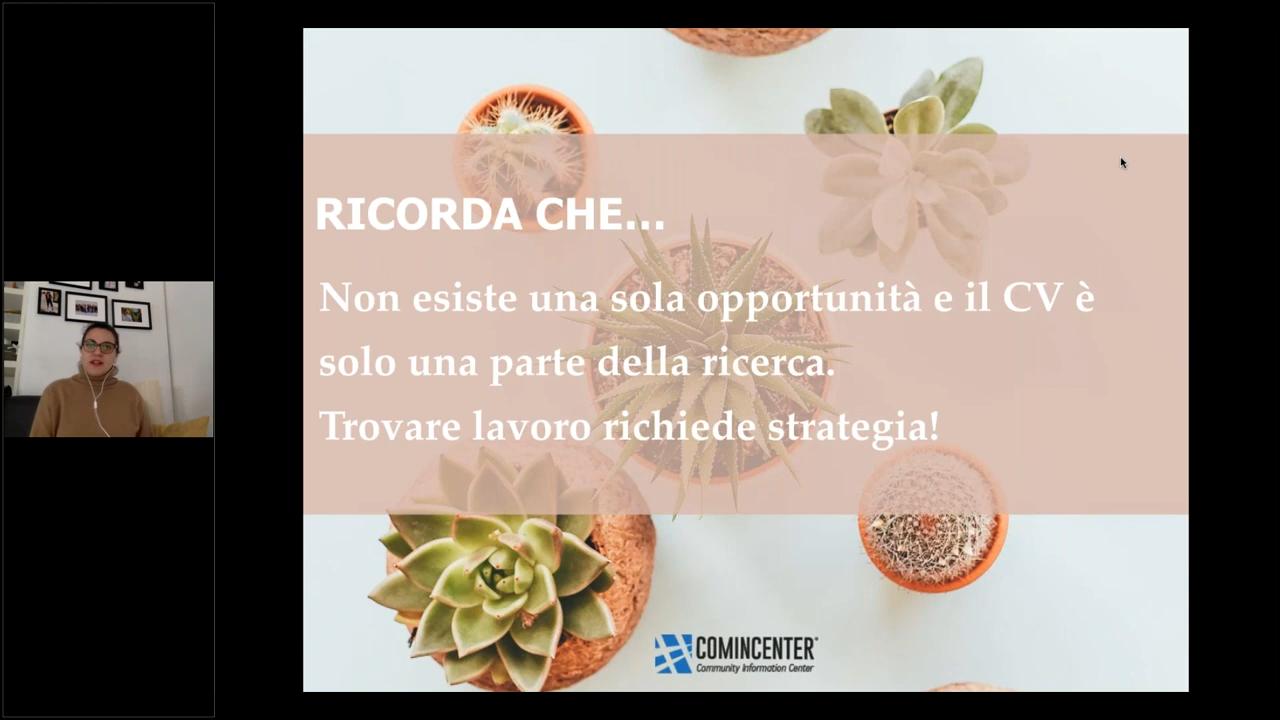 RICORDA CHE...
Non esiste una sola opportunità e il CV è
solo una parte della ricerca.
Trovare lavoro richiede strategia!
COMINCENTER®
Community Information Center